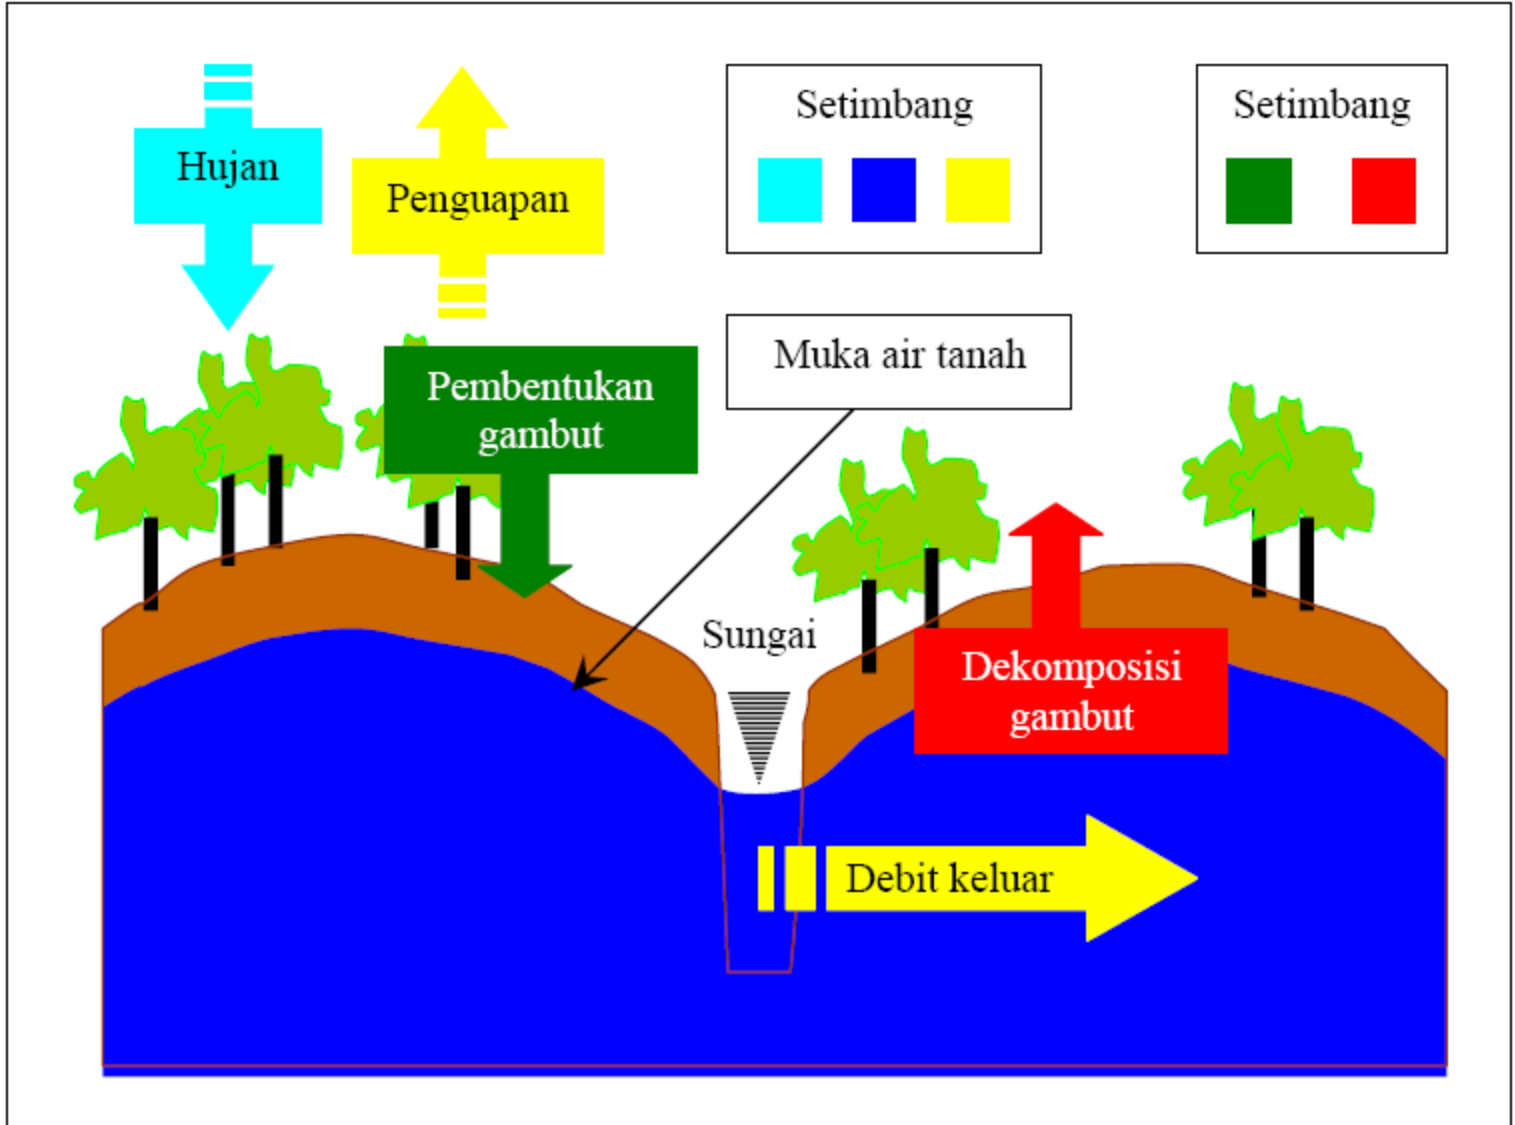 Hujan
Penguapan
Setimbang
Setimbang
Muka air tanah
Pembentukan
gambut
Sungai
Dekomposisi
gambut
Debit keluar